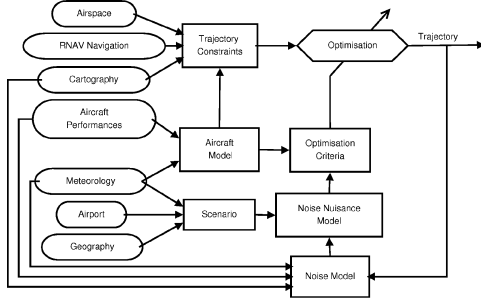 Airspace
RNAV Navigation
Cartography
Trajectory
Constraints
Optimisation
Trajectory
Aircraft
Performances
Aircraft
Model
Optimisation
Criteria
Meteorology
Airport
Scenario
Noise Nuisance
Model
Geography
Noise Model